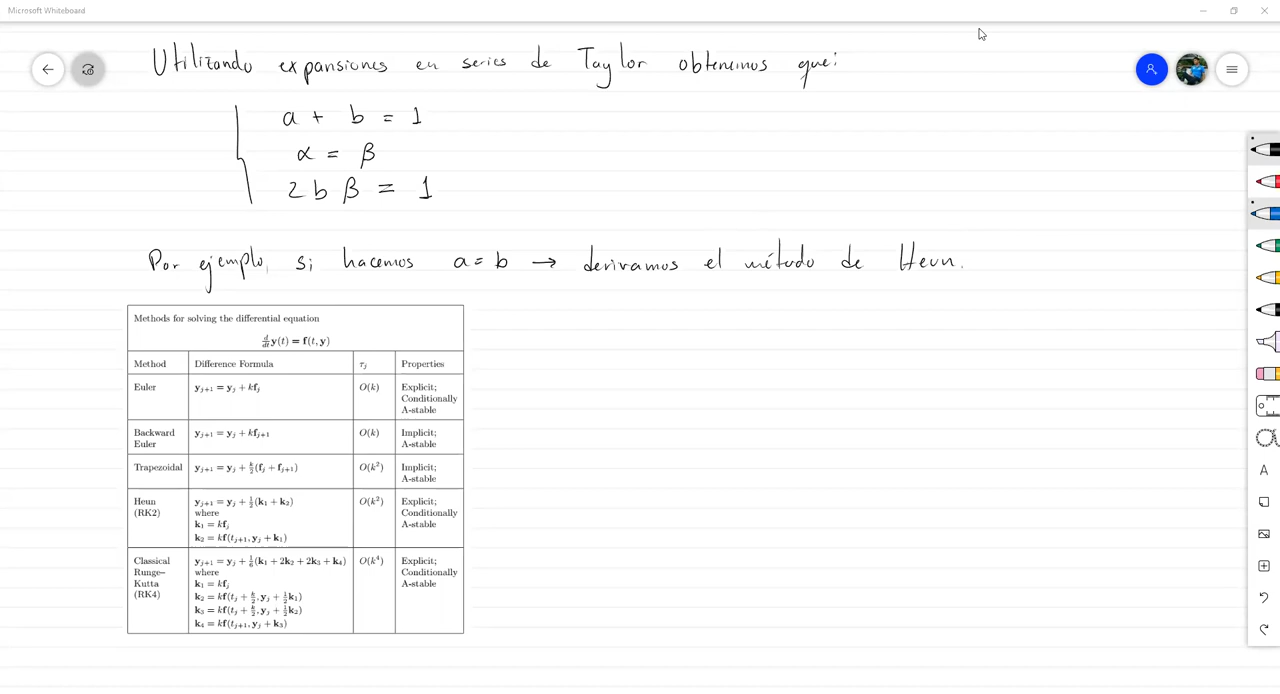 Microsoft Whiteboard
Utilizando expansiones en series de Taylor obtenemos que:
a + b = 1
α = β
2 b β = 1
Por ejemplo, si hacemos a = b → derivamos el método de Heun.
Methods for solving the differential equation
d/dt y(t) = f(t, y)
Method Difference Formula τj Properties
Euler yj+1 = yj + kfj O(k) Explicit;
Conditionally
A-stable
Backward yj+1 = yj + kfj+1 O(k) Implicit;
Euler A-stable
Trapezoidal yj+1 = yj + k/2(fj + fj+1) O(k²) Implicit;
A-stable
Heun yj+1 = yj + 1/2(k1 + k2) O(k²) Explicit;
(RK2) where Conditionally
k1 = kfj A-stable
k2 = kf(tj+1, yj + k1)
Classical yj+1 = yj + 1/6(k1 + 2k2 + 2k3 + k4) O(k⁴) Explicit;
Runge– where Conditionally
Kutta k1 = kfj A-stable
(RK4) k2 = kf(tj + k/2, yj + 1/2k1)
k3 = kf(tj + k/2, yj + 1/2k2)
k4 = kf(tj+1, yj + k3)